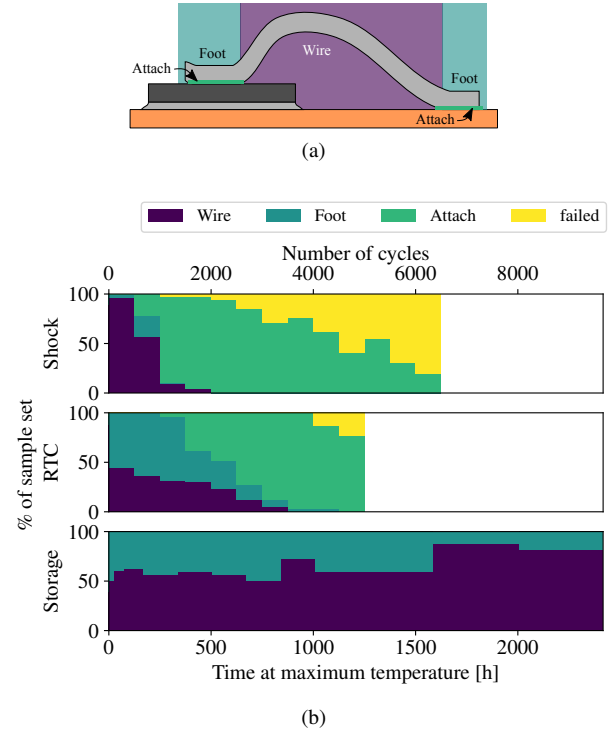 Foot
Attach
Wire
Foot
Attach
(a)
Wire Foot Attach failed
Number of cycles
0 2000 4000 6000 8000
100
50
0
Shock
100
50
0
RTC
% of sample set
100
50
0
Storage
0 500 1000 1500 2000
Time at maximum temperature [h]
(b)